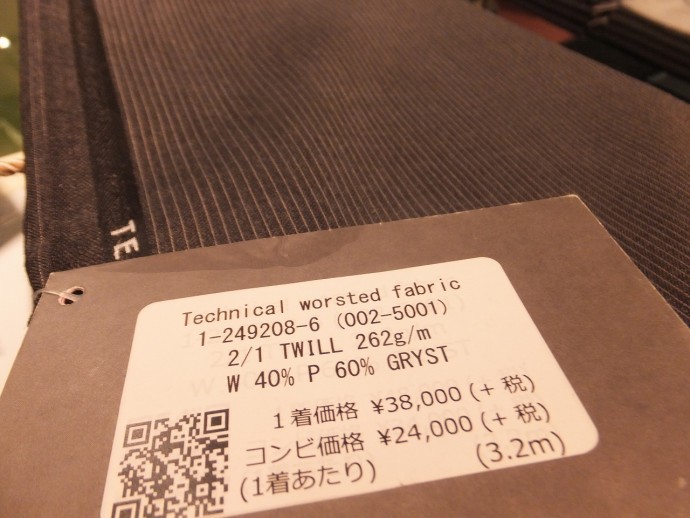 TE
Technical worsted fabric
1-249208-6 (002-5001)
2/1 TWILL 262g/m
W 40% P 60% GRYST
1着価格 ¥38,000 (+ 税)
コンビ価格 ¥24,000 (+ 税)
(1着あたり) (3.2m)